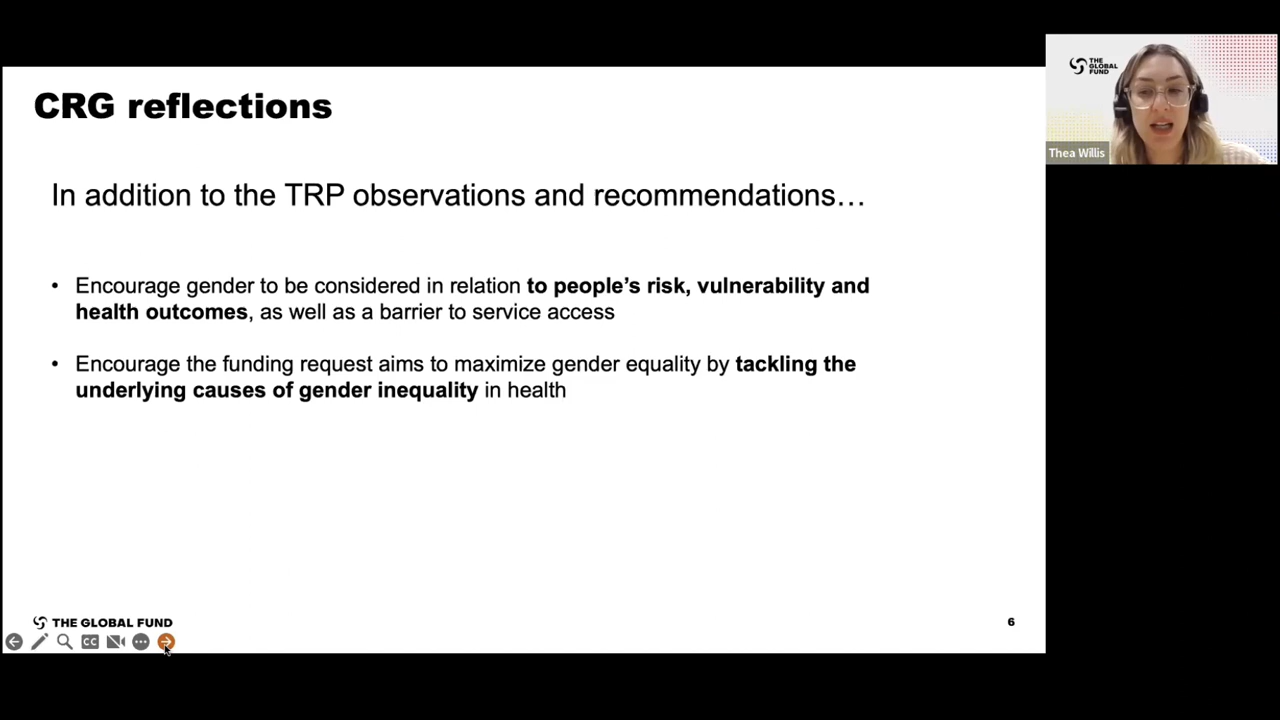 CRG reflections
In addition to the TRP observations and recommendations…
• Encourage gender to be considered in relation to people’s risk, vulnerability and
health outcomes, as well as a barrier to service access
• Encourage the funding request aims to maximize gender equality by tackling the
underlying causes of gender inequality in health
THE GLOBAL FUND
6
CC
THE
GLOBAL
FUND
Thea Willis